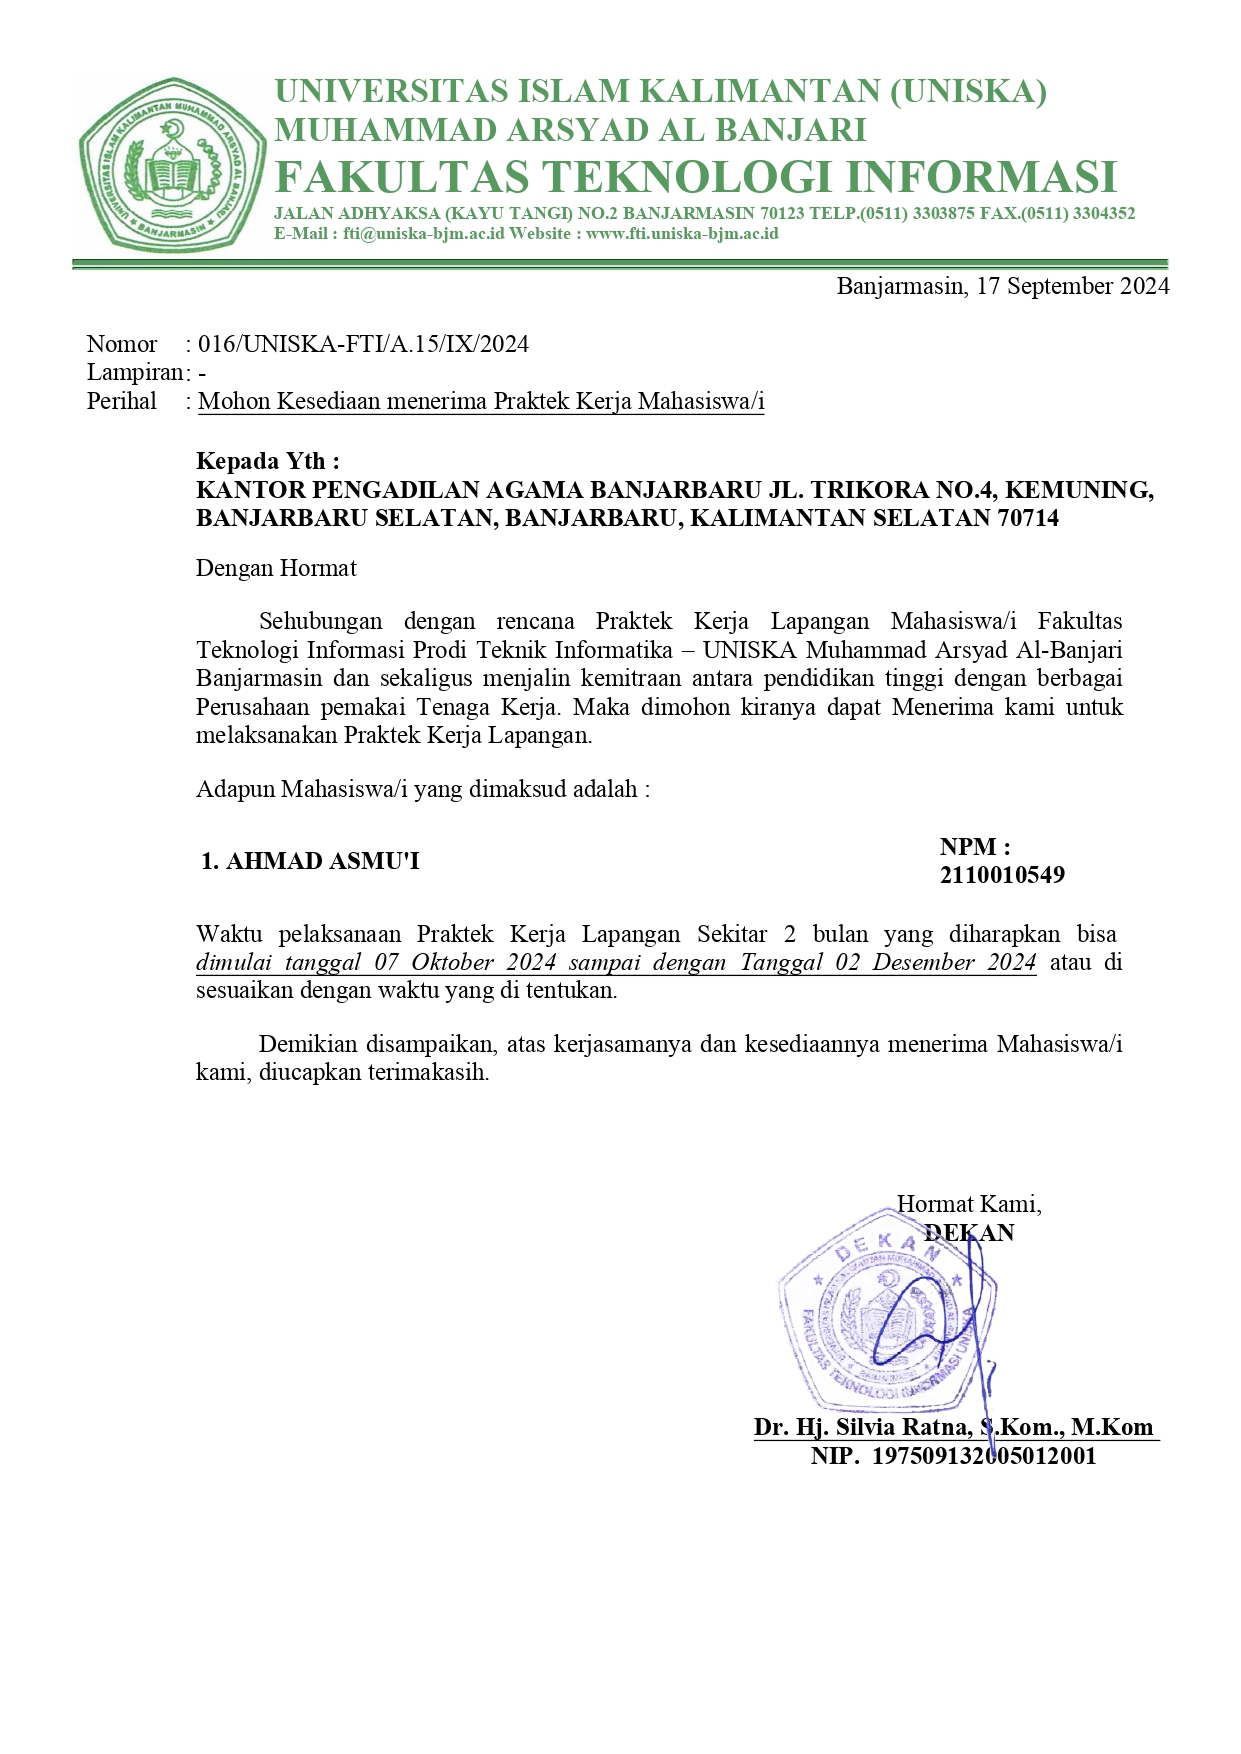 UNIVERSITAS ISLAM KALIMANTAN (UNISKA)
MUHAMMAD ARSYAD AL BANJARI
FAKULTAS TEKNOLOGI INFORMASI
JALAN ADHYAKSA (KAYU TANGI) NO.2 BANJARMASIN 70123 TELP.(0511) 3303875 FAX.(0511) 3304352
E-Mail : fti@uniska-bjm.ac.id Website : www.fti.uniska-bjm.ac.id
UNIVERSITAS ISLAM KALIMANTAN MUHAMMAD ARSYAD AL BANJARI
BANJARMASIN
Banjarmasin, 17 September 2024
Nomor : 016/UNISKA-FTI/A.15/IX/2024
Lampiran : -
Perihal : Mohon Kesediaan menerima Praktek Kerja Mahasiswa/i
Kepada Yth :
KANTOR PENGADILAN AGAMA BANJARBARU JL. TRIKORA NO.4, KEMUNING,
BANJARBARU SELATAN, BANJARBARU, KALIMANTAN SELATAN 70714
Dengan Hormat
Sehubungan dengan rencana Praktek Kerja Lapangan Mahasiswa/i Fakultas
Teknologi Informasi Prodi Teknik Informatika – UNISKA Muhammad Arsyad Al-Banjari
Banjarmasin dan sekaligus menjalin kemitraan antara pendidikan tinggi dengan berbagai
Perusahaan pemakai Tenaga Kerja. Maka dimohon kiranya dapat Menerima kami untuk
melaksanakan Praktek Kerja Lapangan.
Adapun Mahasiswa/i yang dimaksud adalah :
1. AHMAD ASMU'I
NPM :
2110010549
Waktu pelaksanaan Praktek Kerja Lapangan Sekitar 2 bulan yang diharapkan bisa
dimulai tanggal 07 Oktober 2024 sampai dengan Tanggal 02 Desember 2024 atau di
sesuaikan dengan waktu yang di tentukan.
Demikian disampaikan, atas kerjasamanya dan kesediaannya menerima Mahasiswa/i
kami, diucapkan terimakasih.
Hormat Kami,
DEKAN
DEKAN
FAKULTAS TEKNOLOGI INFORMASI UNISKA
Dr. Hj. Silvia Ratna, S.Kom., M.Kom
NIP. 197509132005012001